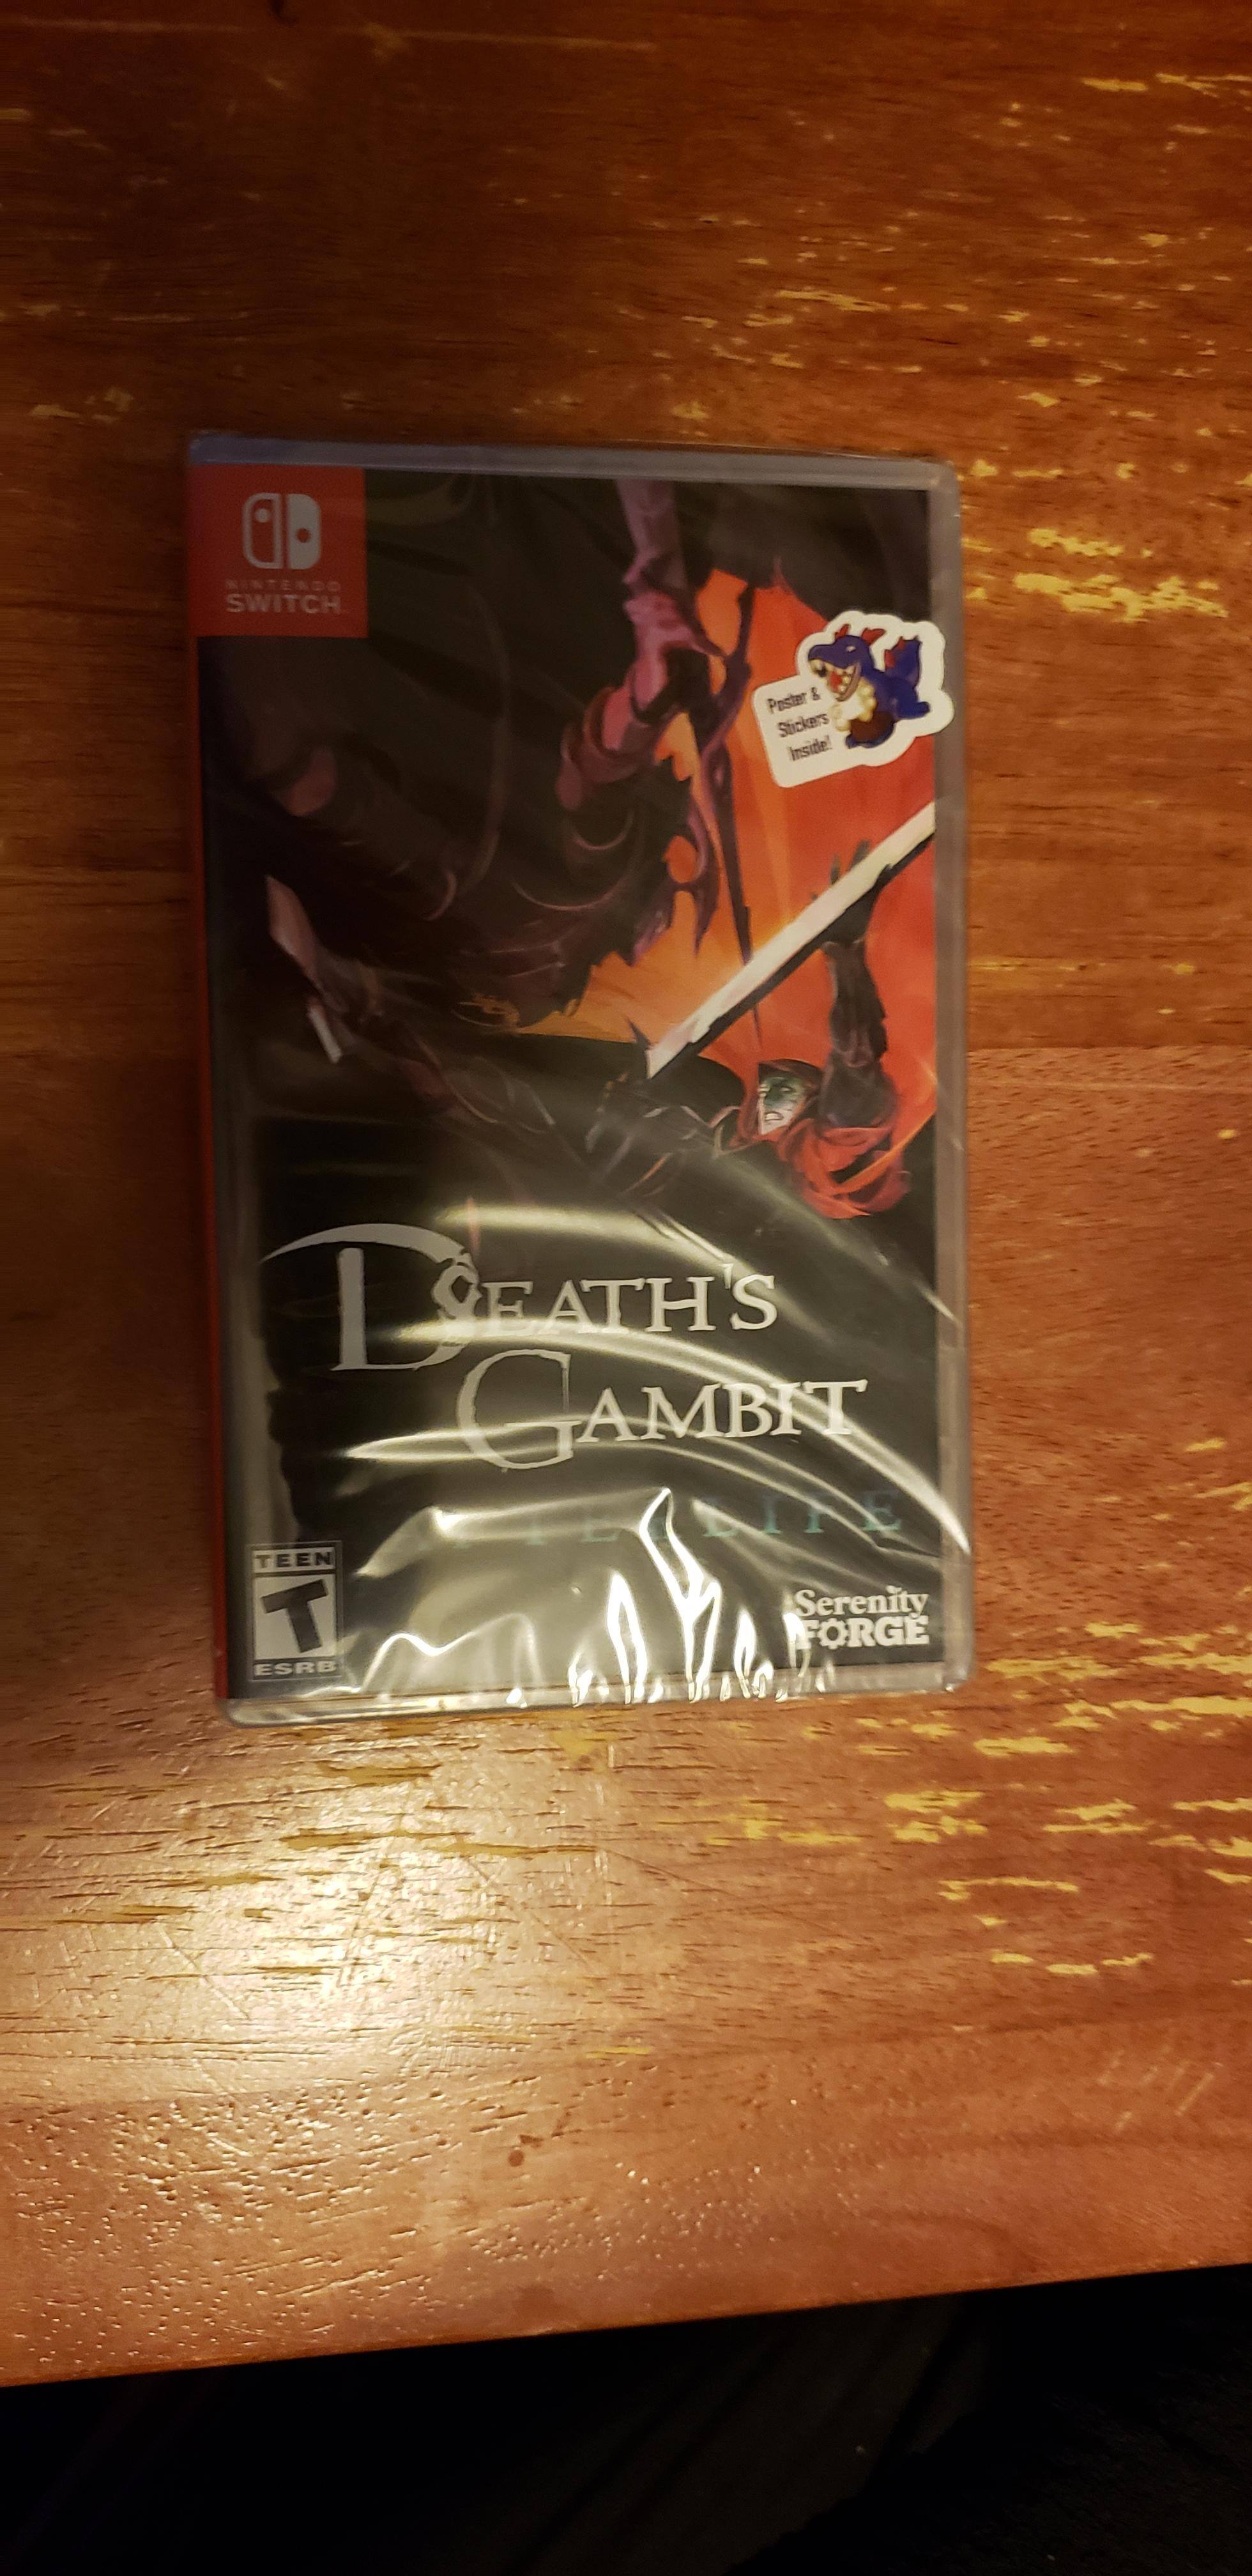 NINTENDO
SWITCH
Poster &
Stickers
Inside!
DEATH'S
GAMBIT
TEEN
T
ESRB
Serenity
FORGE